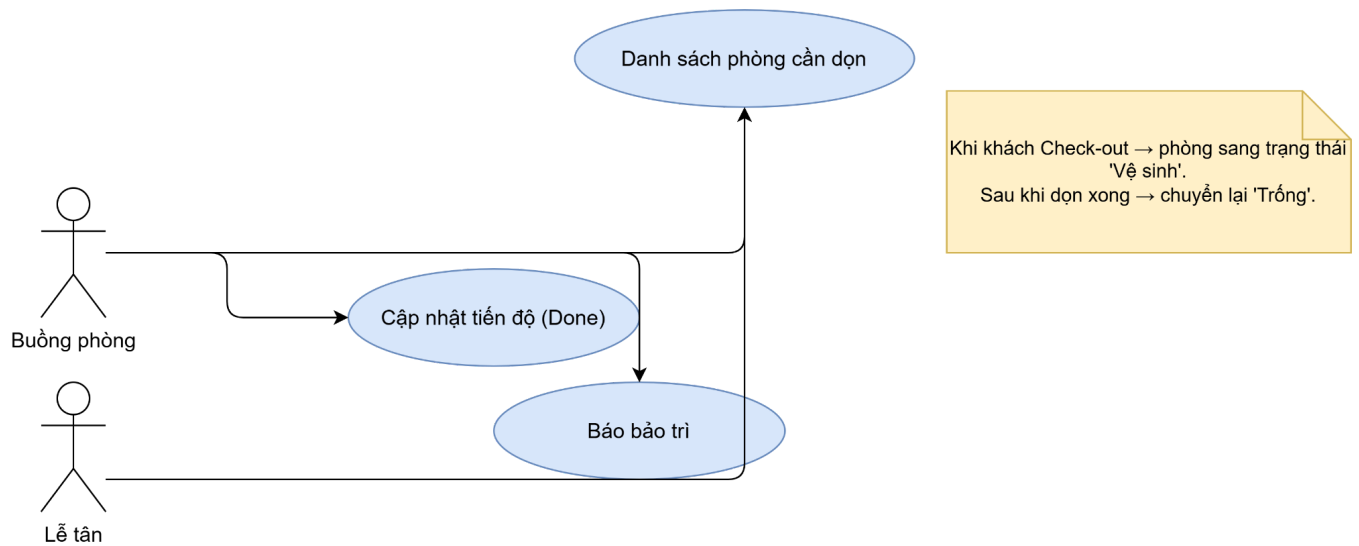 Danh sách phòng cần dọn
Khi khách Check-out → phòng sang trạng thái
'Vệ sinh'.
Sau khi dọn xong → chuyển lại 'Trống'.
Cập nhật tiến độ (Done)
Buồng phòng
Báo bảo trì
Lễ tân